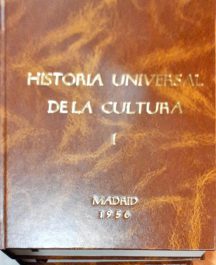 HISTORIA UNIVERSAL
DE LA CULTURA
I
MADRID
1956